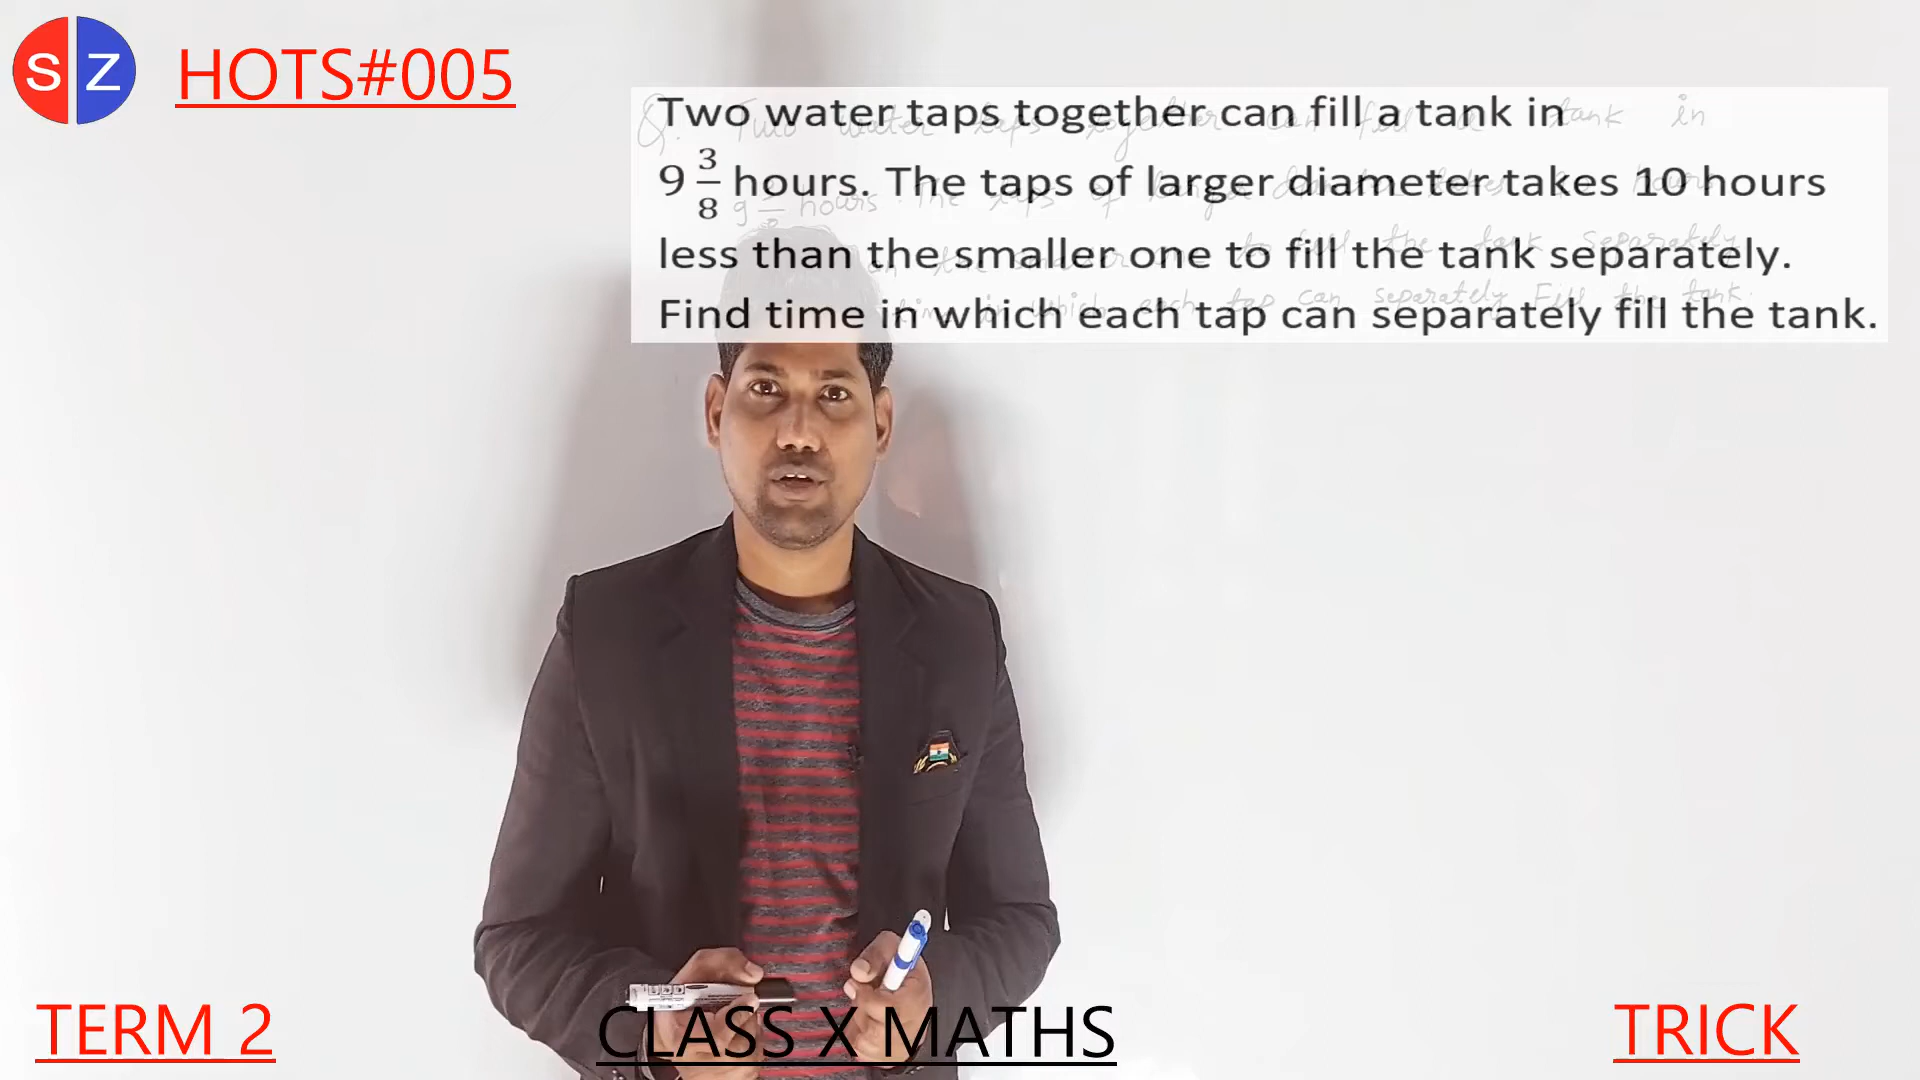 S Z
HOTS#005
Two water taps together can fill a tank in
9 3/8 hours. The taps of larger diameter takes 10 hours
less than the smaller one to fill the tank separately.
Find time in which each tap can separately fill the tank.
TERM 2
CLASS X MATHS
TRICK